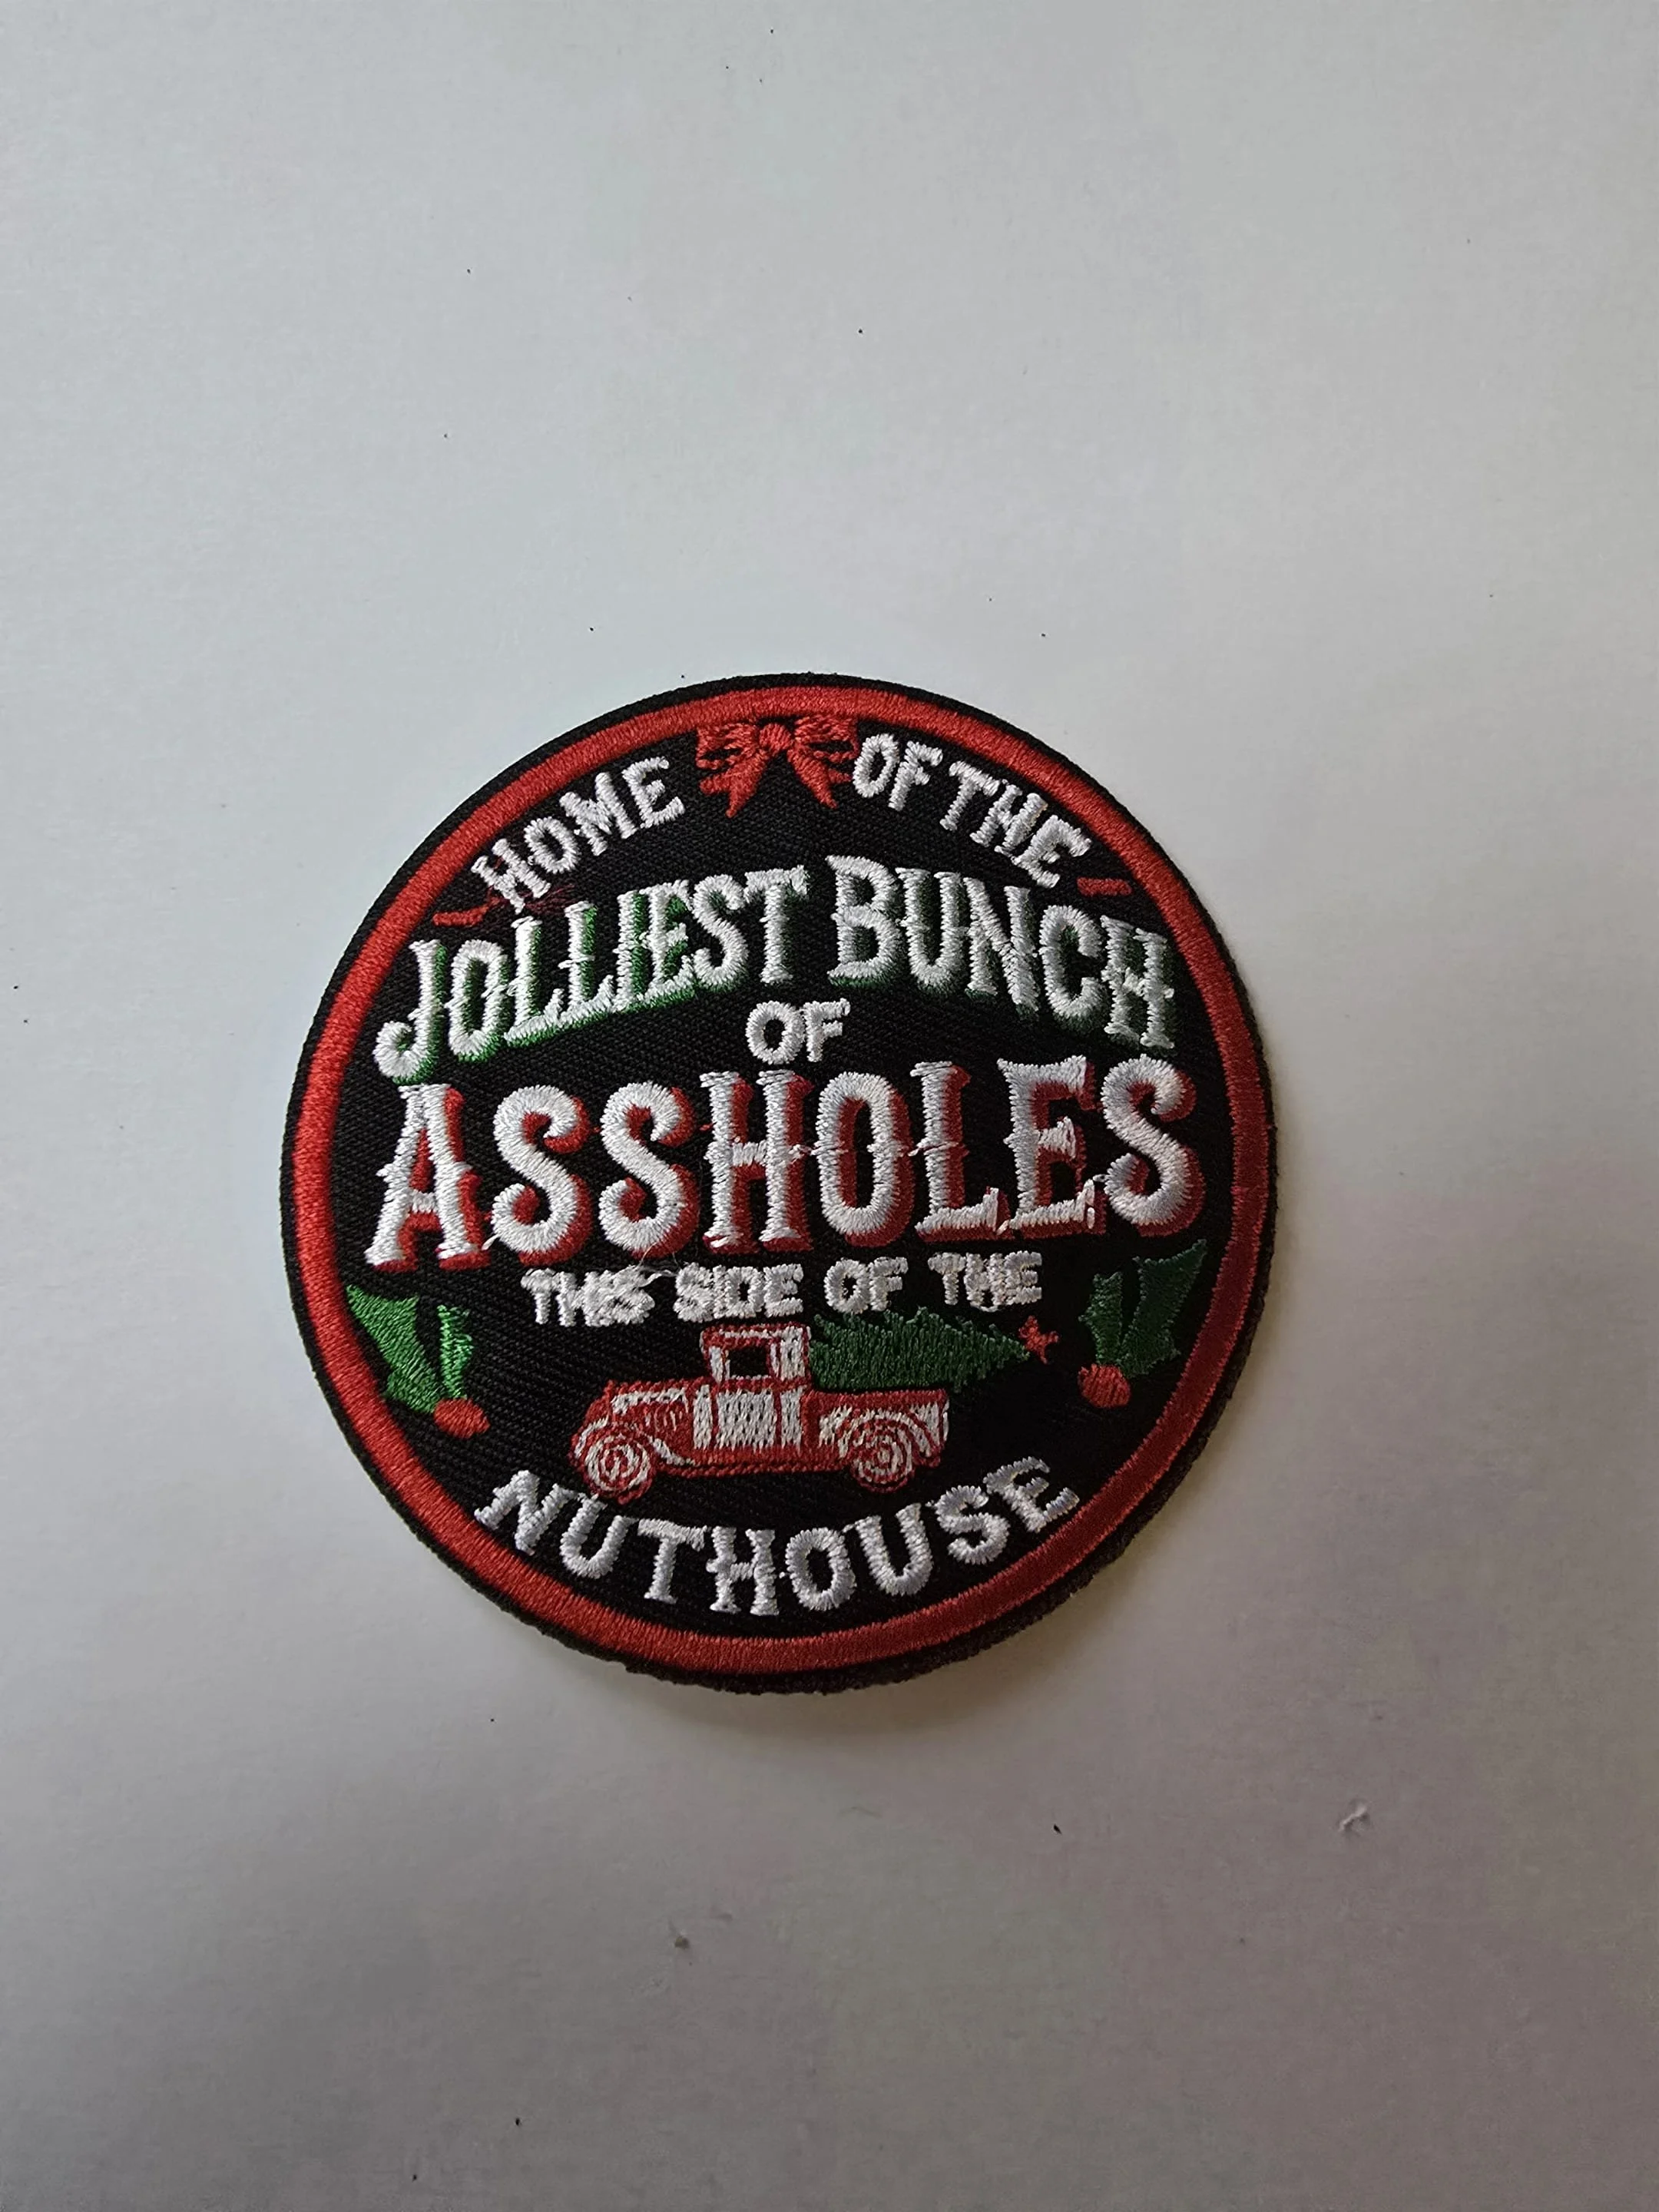 HOME OF THE
JOLLIEST BUNCH
OF
ASSHOLES
THIS SIDE OF THE
NUTHOUSE